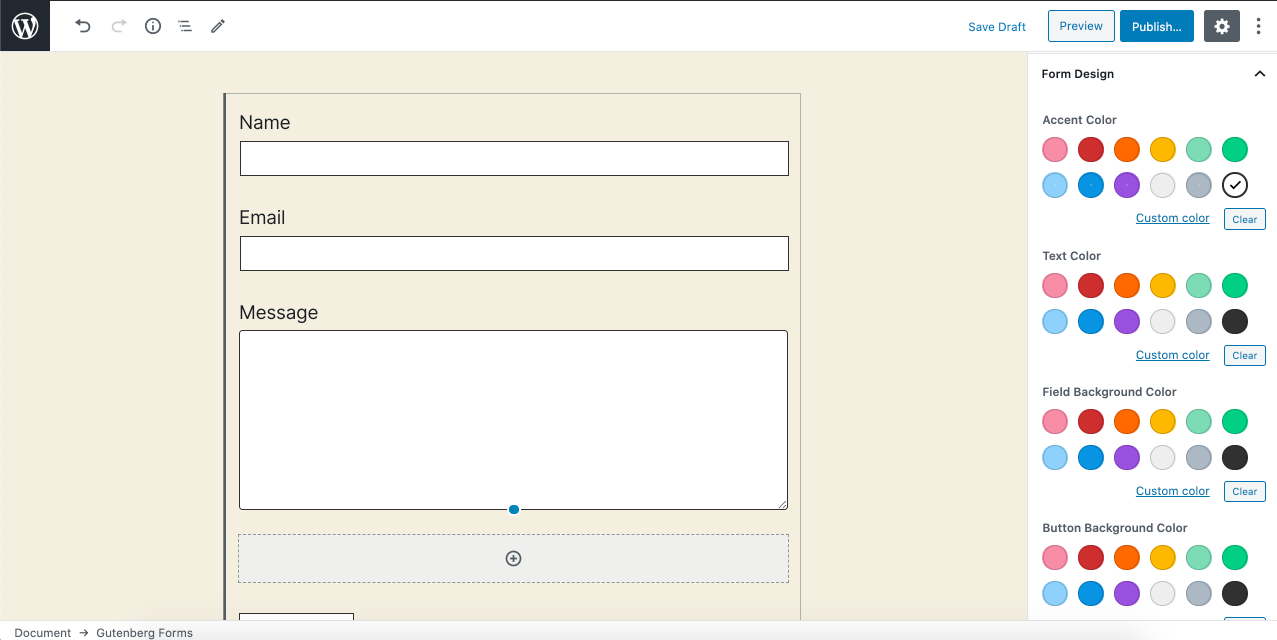 Save Draft
Preview
Publish...
Form Design
Name
Email
Message
Accent Color
Custom color
Clear
Text Color
Custom color
Clear
Field Background Color
Custom color
Clear
Button Background Color
Document → Gutenberg Forms